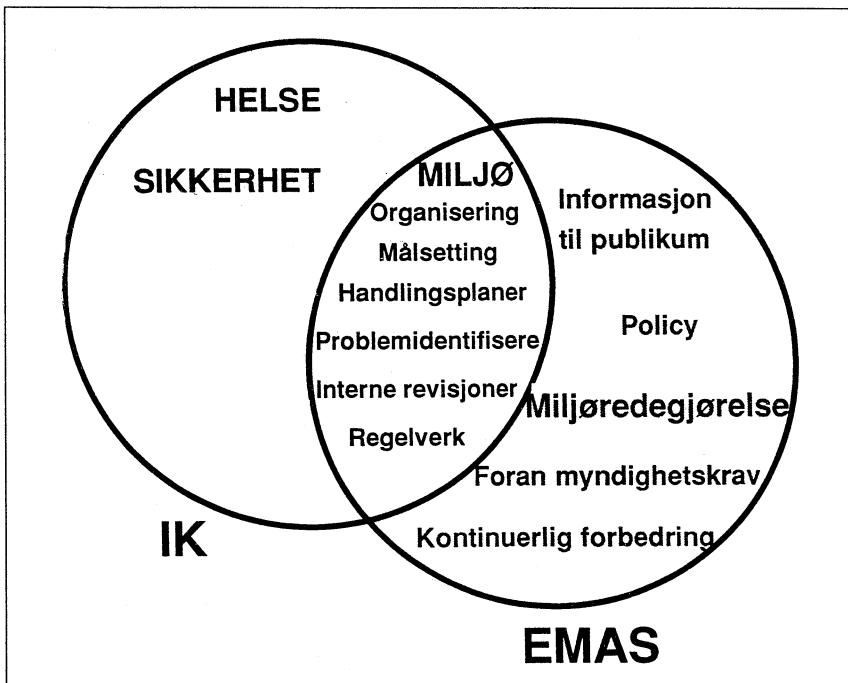 HELSE
SIKKERHET
IK
MILJØ
Organisering
Målsetting
Handlingsplaner
Problemidentifisere
Interne revisjoner
Regelverk
Informasjon
til publikum
Policy
Miljøredegjørelse
Foran myndighetskrav
Kontinuerlig forbedring
EMAS